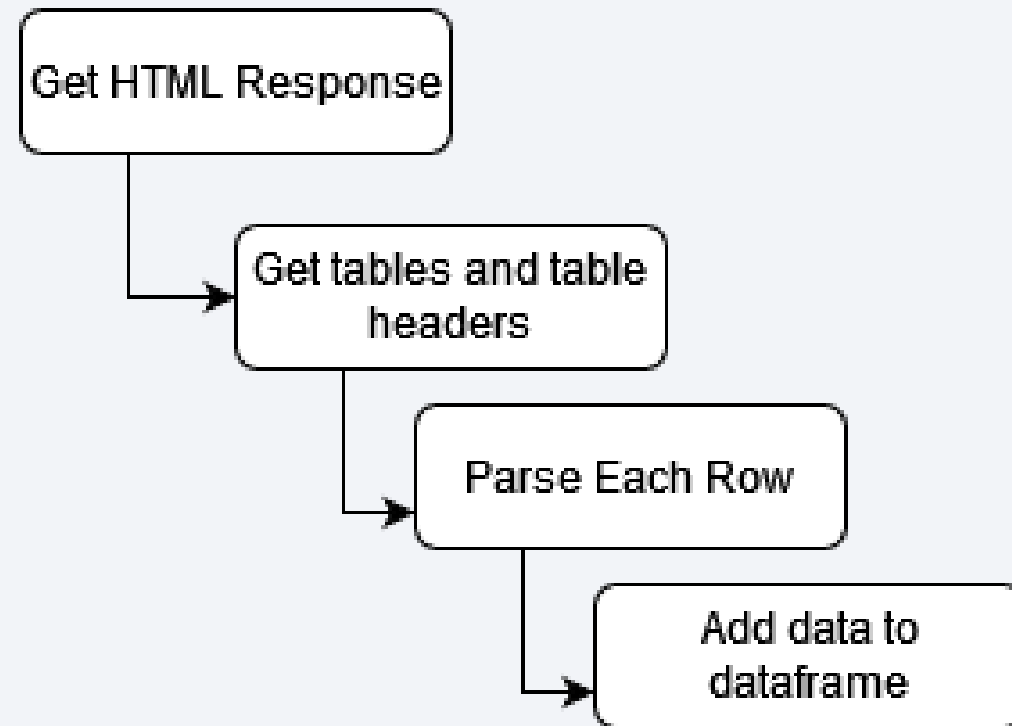 Get HTML Response
Get tables and table
headers
Parse Each Row
Add data to
dataframe